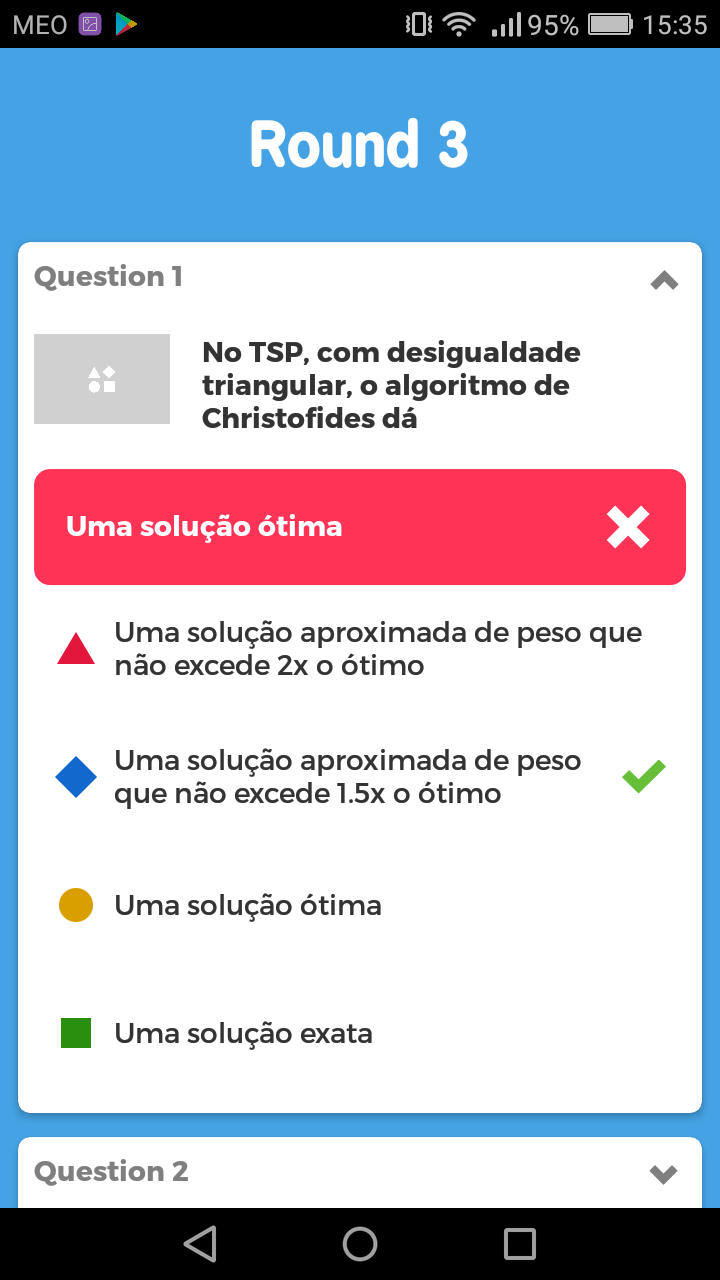 MEO 95% 15:35
Round 3
Question 1
No TSP, com desigualdade
triangular, o algoritmo de
Christofides dá
Uma solução ótima
Uma solução aproximada de peso que
não excede 2x o ótimo
Uma solução aproximada de peso
que não excede 1.5x o ótimo
Uma solução ótima
Uma solução exata
Question 2